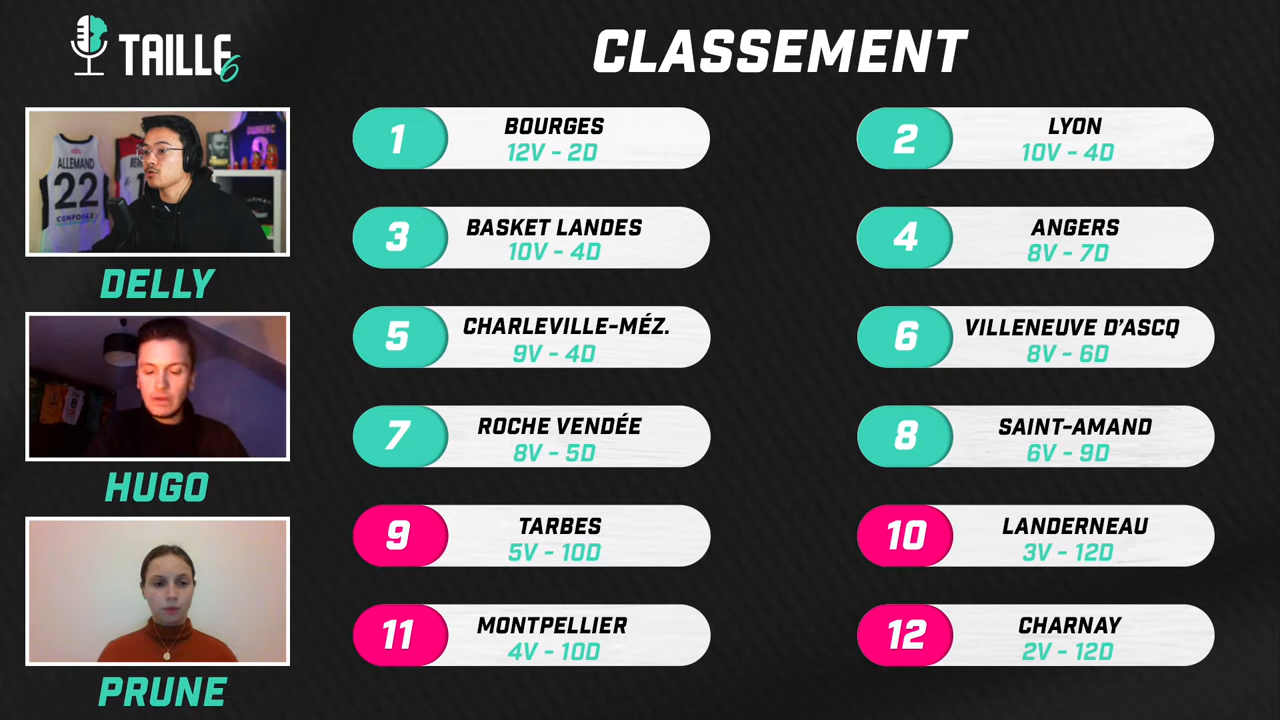 TAILLE
6
CLASSEMENT
ALLEMAND
22
DUMERC
DELLY
HUGO
PRUNE
1
BOURGES
12V - 2D
2
LYON
10V - 4D
3
BASKET LANDES
10V - 4D
4
ANGERS
8V - 7D
5
CHARLEVILLE-MÉZ.
9V - 4D
6
VILLENEUVE D'ASCQ
8V - 6D
7
ROCHE VENDÉE
8V - 5D
8
SAINT-AMAND
6V - 9D
9
TARBES
5V - 10D
10
LANDERNEAU
3V - 12D
11
MONTPELLIER
4V - 10D
12
CHARNAY
2V - 12D